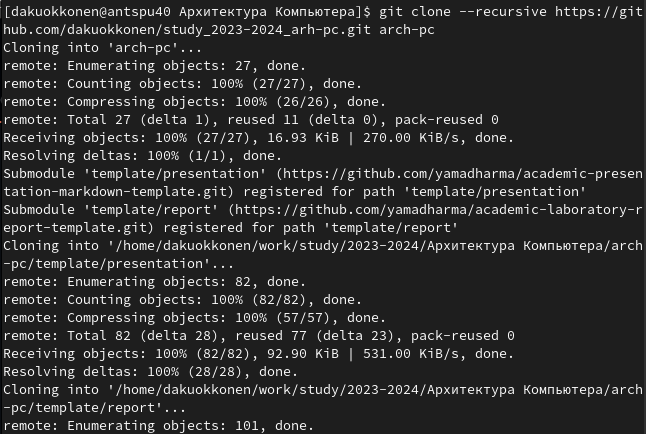 [dakuokkonen@antspu40 Архитектура Компьютера]$ git clone --recursive https://git
hub.com/dakuokkonen/study_2023-2024_arh-pc.git arch-pc
Cloning into 'arch-pc'...
remote: Enumerating objects: 27, done.
remote: Counting objects: 100% (27/27), done.
remote: Compressing objects: 100% (26/26), done.
remote: Total 27 (delta 1), reused 11 (delta 0), pack-reused 0
Receiving objects: 100% (27/27), 16.93 KiB | 270.00 KiB/s, done.
Resolving deltas: 100% (1/1), done.
Submodule 'template/presentation' (https://github.com/yamadharma/academic-presen
tation-markdown-template.git) registered for path 'template/presentation'
Submodule 'template/report' (https://github.com/yamadharma/academic-laboratory-r
eport-template.git) registered for path 'template/report'
Cloning into '/home/dakuokkonen/work/study/2023-2024/Архитектура Компьютера/arch
-pc/template/presentation'...
remote: Enumerating objects: 82, done.
remote: Counting objects: 100% (82/82), done.
remote: Compressing objects: 100% (57/57), done.
remote: Total 82 (delta 28), reused 77 (delta 23), pack-reused 0
Receiving objects: 100% (82/82), 92.90 KiB | 531.00 KiB/s, done.
Resolving deltas: 100% (28/28), done.
Cloning into '/home/dakuokkonen/work/study/2023-2024/Архитектура Компьютера/arch
-pc/template/report'...
remote: Enumerating objects: 101, done.